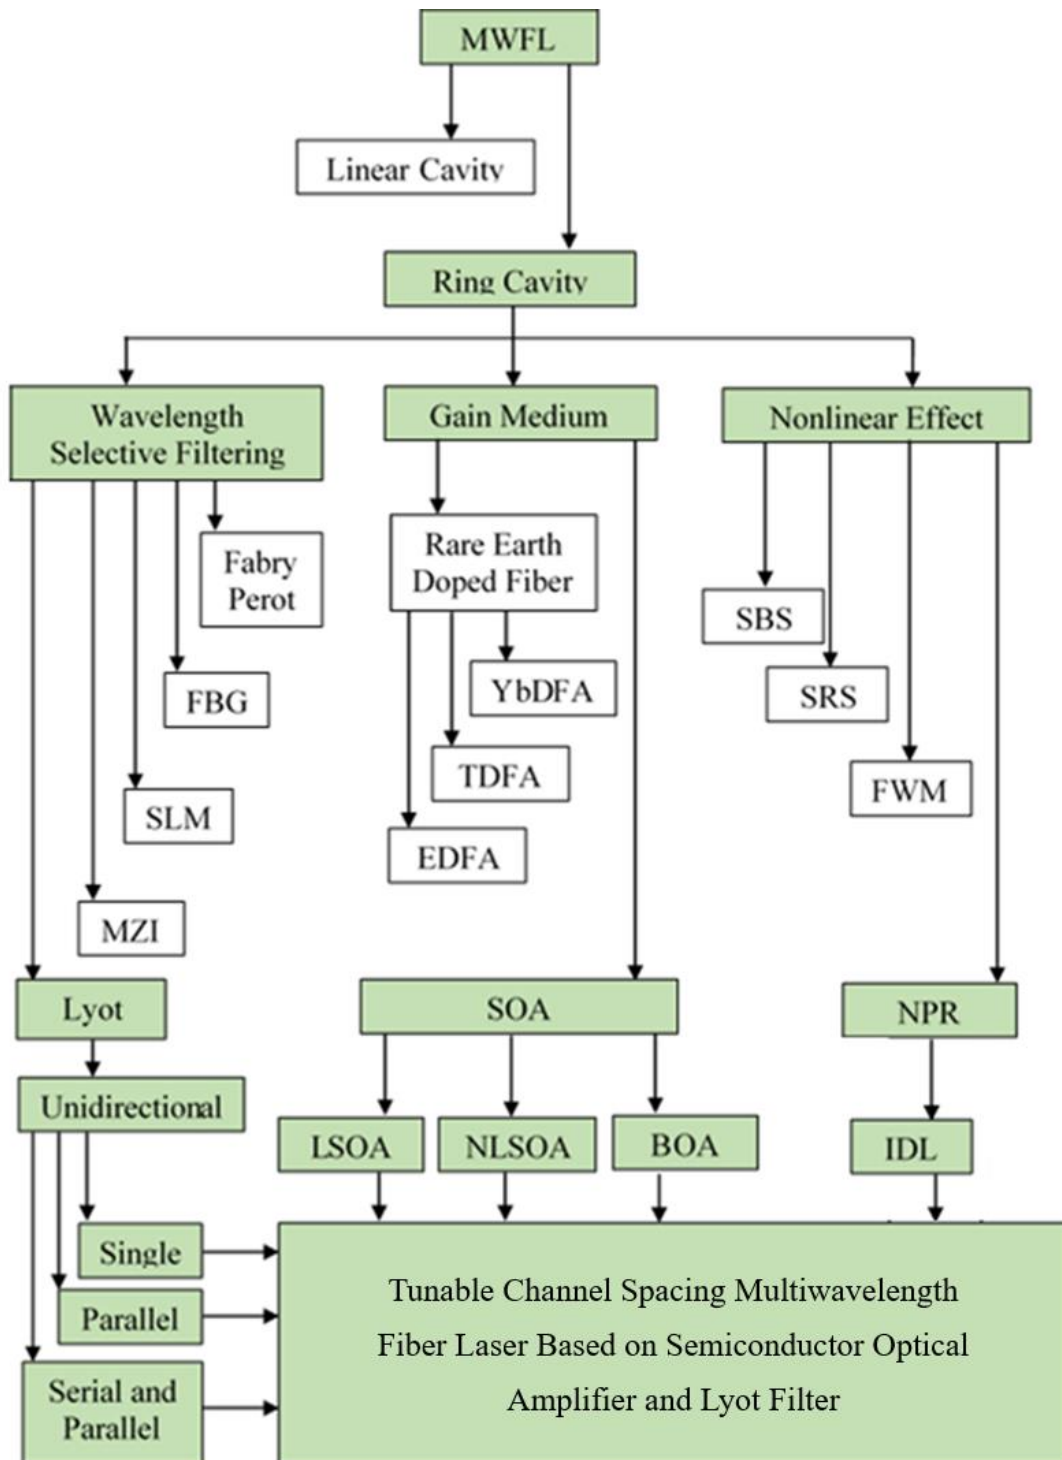 MWFL
Linear Cavity
Ring Cavity
Wavelength
Selective Filtering
Gain Medium
Nonlinear Effect
Fabry
Perot
Rare Earth
Doped Fiber
SBS
FBG
YbDFA
SRS
TDFA
FWM
SLM
EDFA
MZI
Lyot
SOA
NPR
Unidirectional
LSOA
NLSOA
BOA
IDL
Single
Parallel
Serial and
Parallel
Tunable Channel Spacing Multiwavelength
Fiber Laser Based on Semiconductor Optical
Amplifier and Lyot Filter